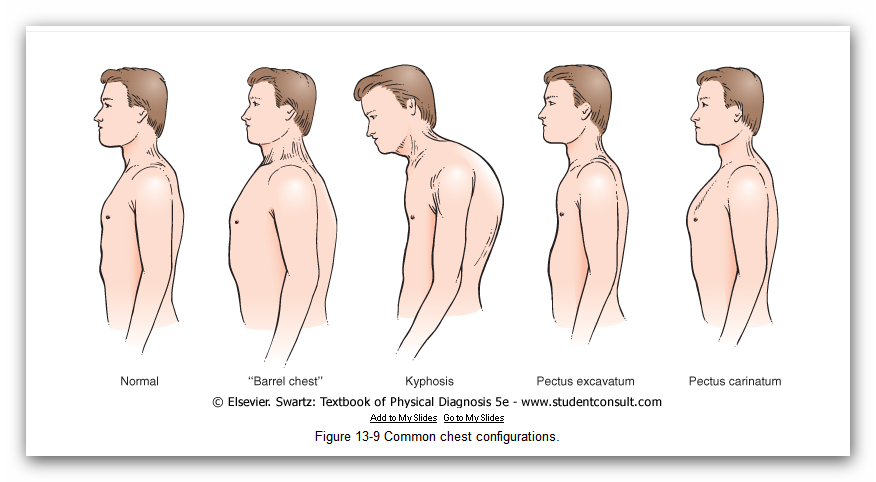 Normal “Barrel chest” Kyphosis Pectus excavatum Pectus carinatum
© Elsevier. Swartz: Textbook of Physical Diagnosis 5e - www.studentconsult.com
Add to My Slides Go to My Slides
Figure 13-9 Common chest configurations.